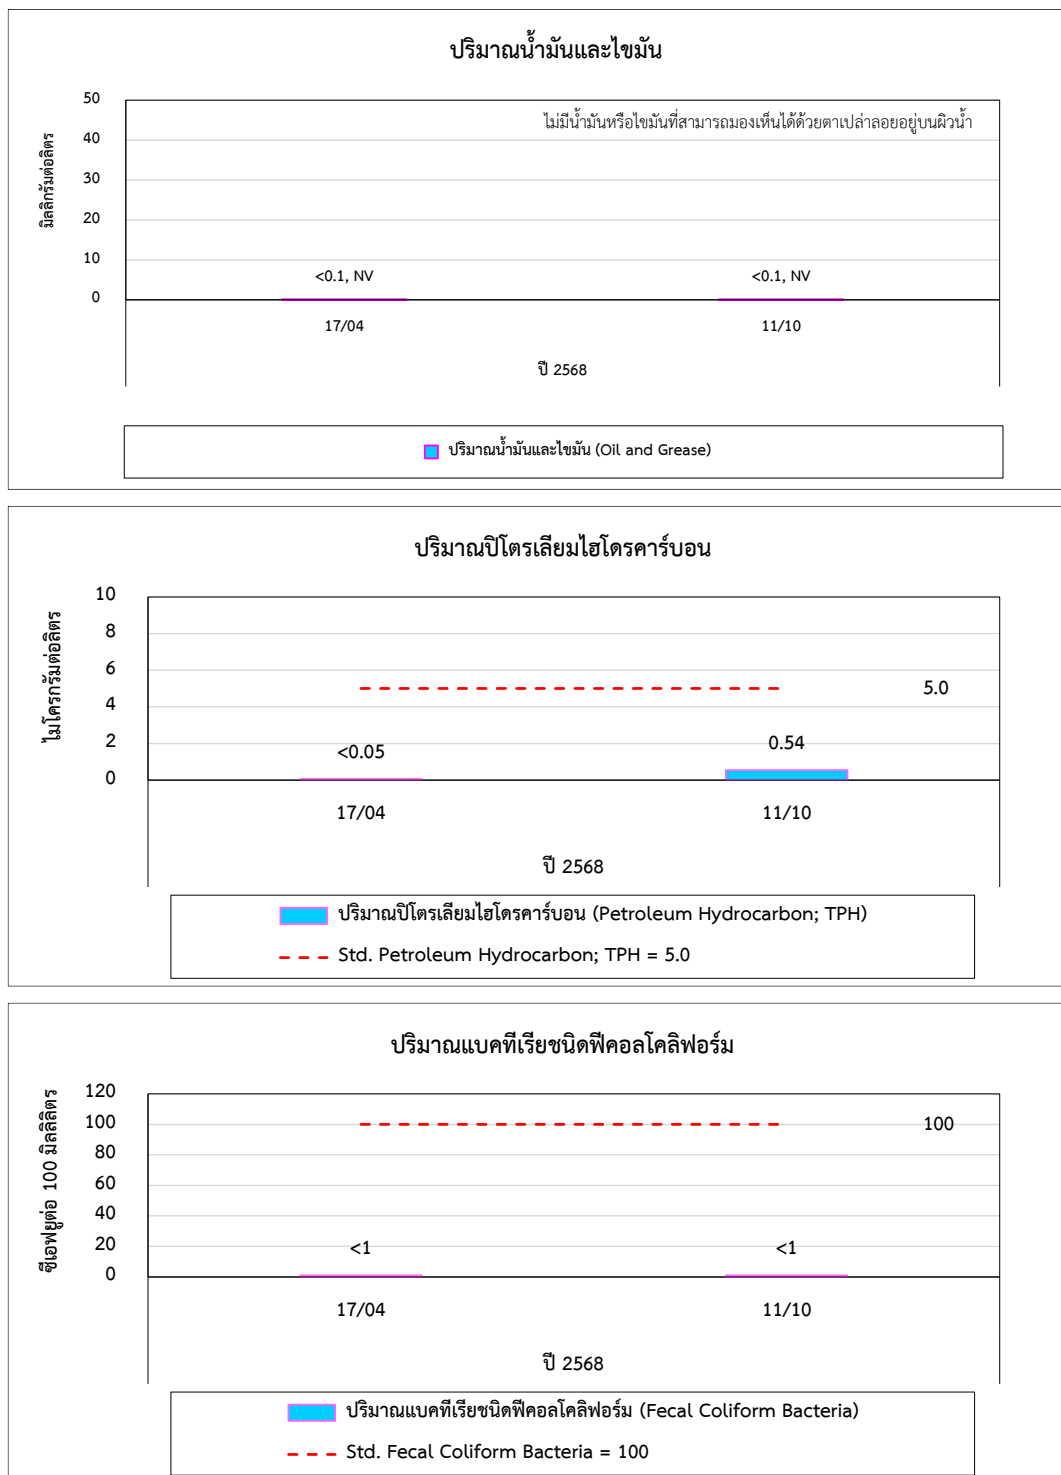 ปริมาณน้ำมันและไขมัน
มิลลิกรัมต่อลิตร
50
ไม่มีน้ำมันหรือไขมันที่สามารถมองเห็นได้ด้วยตาเปล่าลอยอยู่บนผิวน้ำ
40
30
20
10
<0.1, NV <0.1, NV
0
17/04 11/10
ปี 2568
ปริมาณน้ำมันและไขมัน (Oil and Grease)
ปริมาณปิโตรเลียมไฮโดรคาร์บอน
ไมโครกรัมต่อลิตร
10
8
6
5.0
4
2
<0.05 0.54
0
17/04 11/10
ปี 2568
ปริมาณปิโตรเลียมไฮโดรคาร์บอน (Petroleum Hydrocarbon; TPH)
Std. Petroleum Hydrocarbon; TPH = 5.0
ปริมาณแบคทีเรียชนิดฟีคอลโคลิฟอร์ม
ซีเอฟยูต่อ 100 มิลลิลิตร
120
100 100
80
60
40
20
<1 <1
0
17/04 11/10
ปี 2568
ปริมาณแบคทีเรียชนิดฟีคอลโคลิฟอร์ม (Fecal Coliform Bacteria)
Std. Fecal Coliform Bacteria = 100